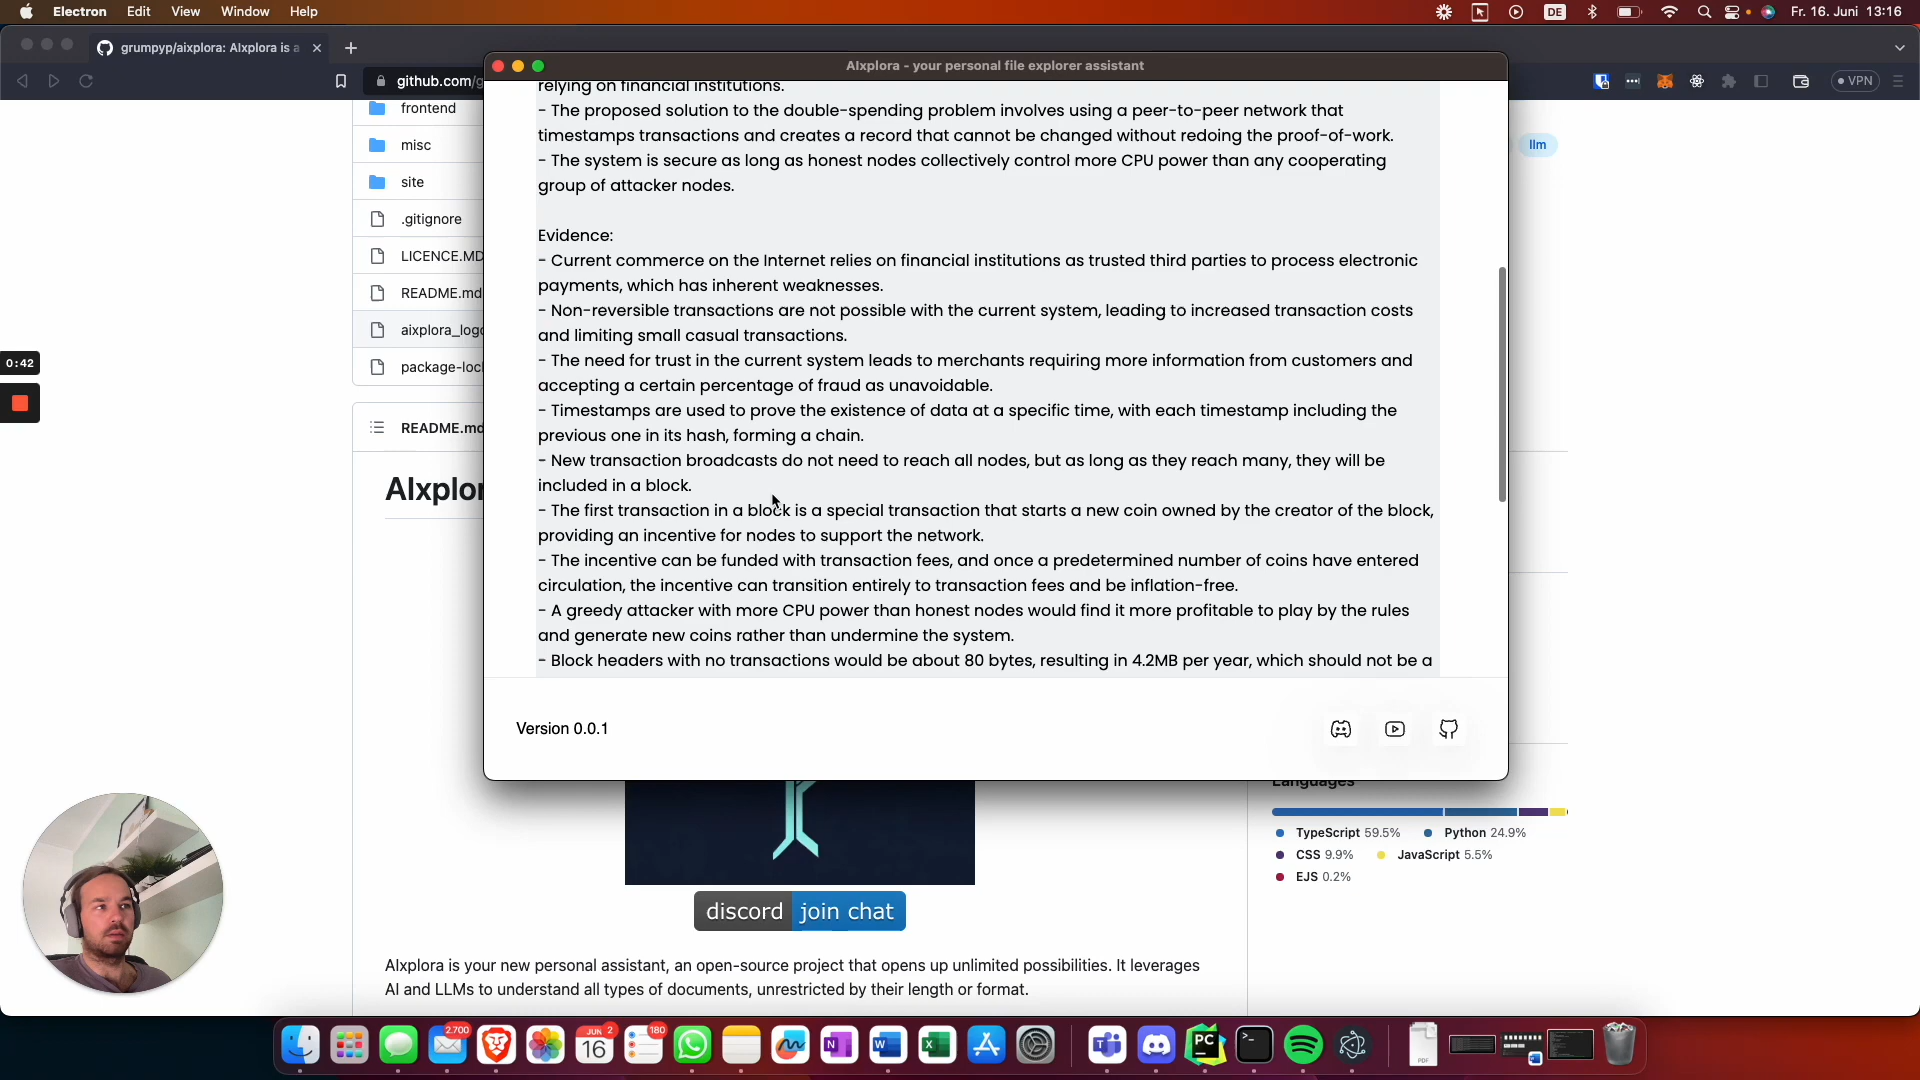 Electron Edit View Window Help
DE
Fr. 16. Juni 13:16
grumpyp/aixplora: AIxplora is a
AIxplora - your personal file explorer assistant
github.com/g
VPN
relying on financial institutions.
- The proposed solution to the double-spending problem involves using a peer-to-peer network that
timestamps transactions and creates a record that cannot be changed without redoing the proof-of-work.
- The system is secure as long as honest nodes collectively control more CPU power than any cooperating
group of attacker nodes.
Evidence:
- Current commerce on the Internet relies on financial institutions as trusted third parties to process electronic
payments, which has inherent weaknesses.
- Non-reversible transactions are not possible with the current system, leading to increased transaction costs
and limiting small casual transactions.
- The need for trust in the current system leads to merchants requiring more information from customers and
accepting a certain percentage of fraud as unavoidable.
- Timestamps are used to prove the existence of data at a specific time, with each timestamp including the
previous one in its hash, forming a chain.
- New transaction broadcasts do not need to reach all nodes, but as long as they reach many, they will be
included in a block.
- The first transaction in a block is a special transaction that starts a new coin owned by the creator of the block,
providing an incentive for nodes to support the network.
- The incentive can be funded with transaction fees, and once a predetermined number of coins have entered
circulation, the incentive can transition entirely to transaction fees and be inflation-free.
- A greedy attacker with more CPU power than honest nodes would find it more profitable to play by the rules
and generate new coins rather than undermine the system.
- Block headers with no transactions would be about 80 bytes, resulting in 4.2MB per year, which should not be a
Version 0.0.1
frontend
misc
site
.gitignore
LICENCE.MD
README.md
aixplora_logo
package-loc
README.md
AIxplor
0:42
llm
Languages
TypeScript 59.5% Python 24.9%
CSS 9.9% JavaScript 5.5%
EJS 0.2%
discord join chat
AIxplora is your new personal assistant, an open-source project that opens up unlimited possibilities. It leverages
AI and LLMs to understand all types of documents, unrestricted by their length or format.
2.700
JUN 2
16
180
PC
PDF